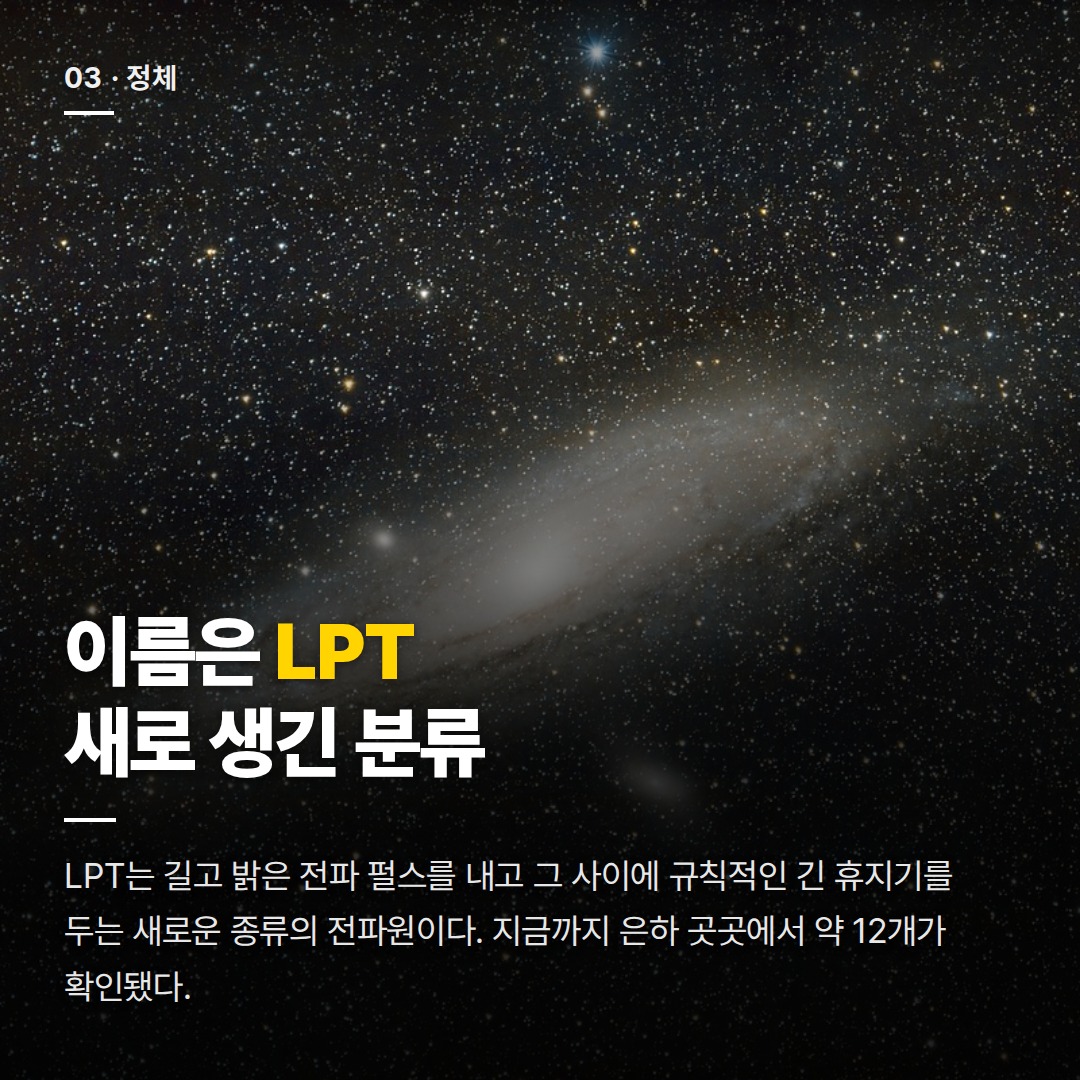 03 · 정체
이름은 LPT
새로 생긴 분류
LPT는 길고 밝은 전파 펄스를 내고 그 사이에 규칙적인 긴 휴지기를
두는 새로운 종류의 전파원이다. 지금까지 은하 곳곳에서 약 12개가
확인됐다.